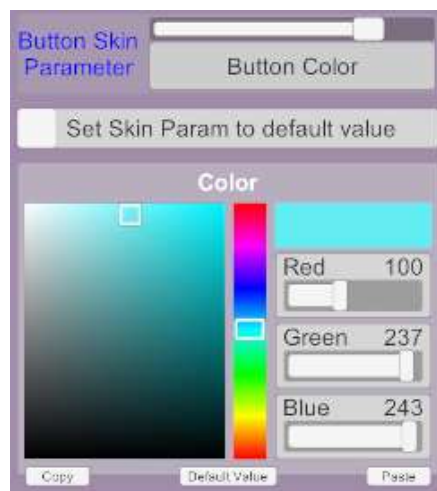 Button Skin
Parameter
Button Color
Set Skin Param to default value
Color
Red 100
Green 237
Blue 243
Copy
Default Value
Paste